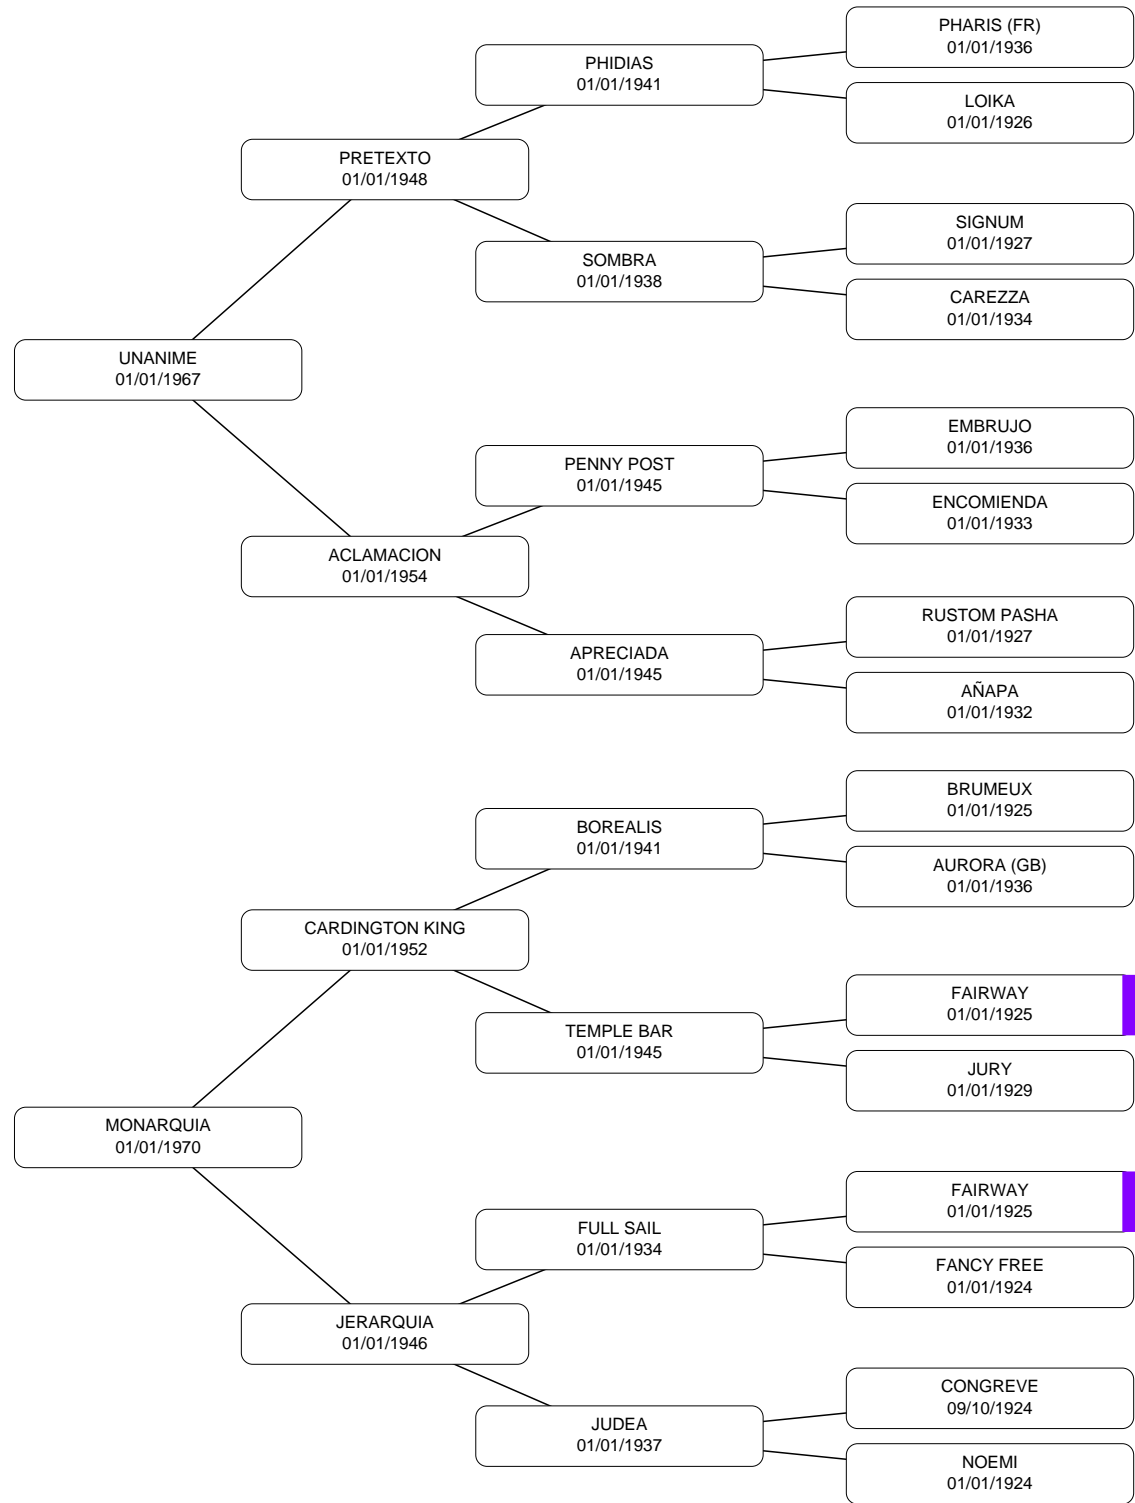 PHARIS (FR)
01/01/1936
PHIDIAS
01/01/1941
LOIKA
01/01/1926
PRETEXTO
01/01/1948
SIGNUM
01/01/1927
SOMBRA
01/01/1938
CAREZZA
01/01/1934
UNANIME
01/01/1967
EMBRUJO
01/01/1936
PENNY POST
01/01/1945
ENCOMIENDA
01/01/1933
ACLAMACION
01/01/1954
RUSTOM PASHA
01/01/1927
APRECIADA
01/01/1945
AÑAPA
01/01/1932
BRUMEUX
01/01/1925
BOREALIS
01/01/1941
AURORA (GB)
01/01/1936
CARDINGTON KING
01/01/1952
FAIRWAY
01/01/1925
TEMPLE BAR
01/01/1945
JURY
01/01/1929
MONARQUIA
01/01/1970
FAIRWAY
01/01/1925
FULL SAIL
01/01/1934
FANCY FREE
01/01/1924
JERARQUIA
01/01/1946
CONGREVE
09/10/1924
JUDEA
01/01/1937
NOEMI
01/01/1924